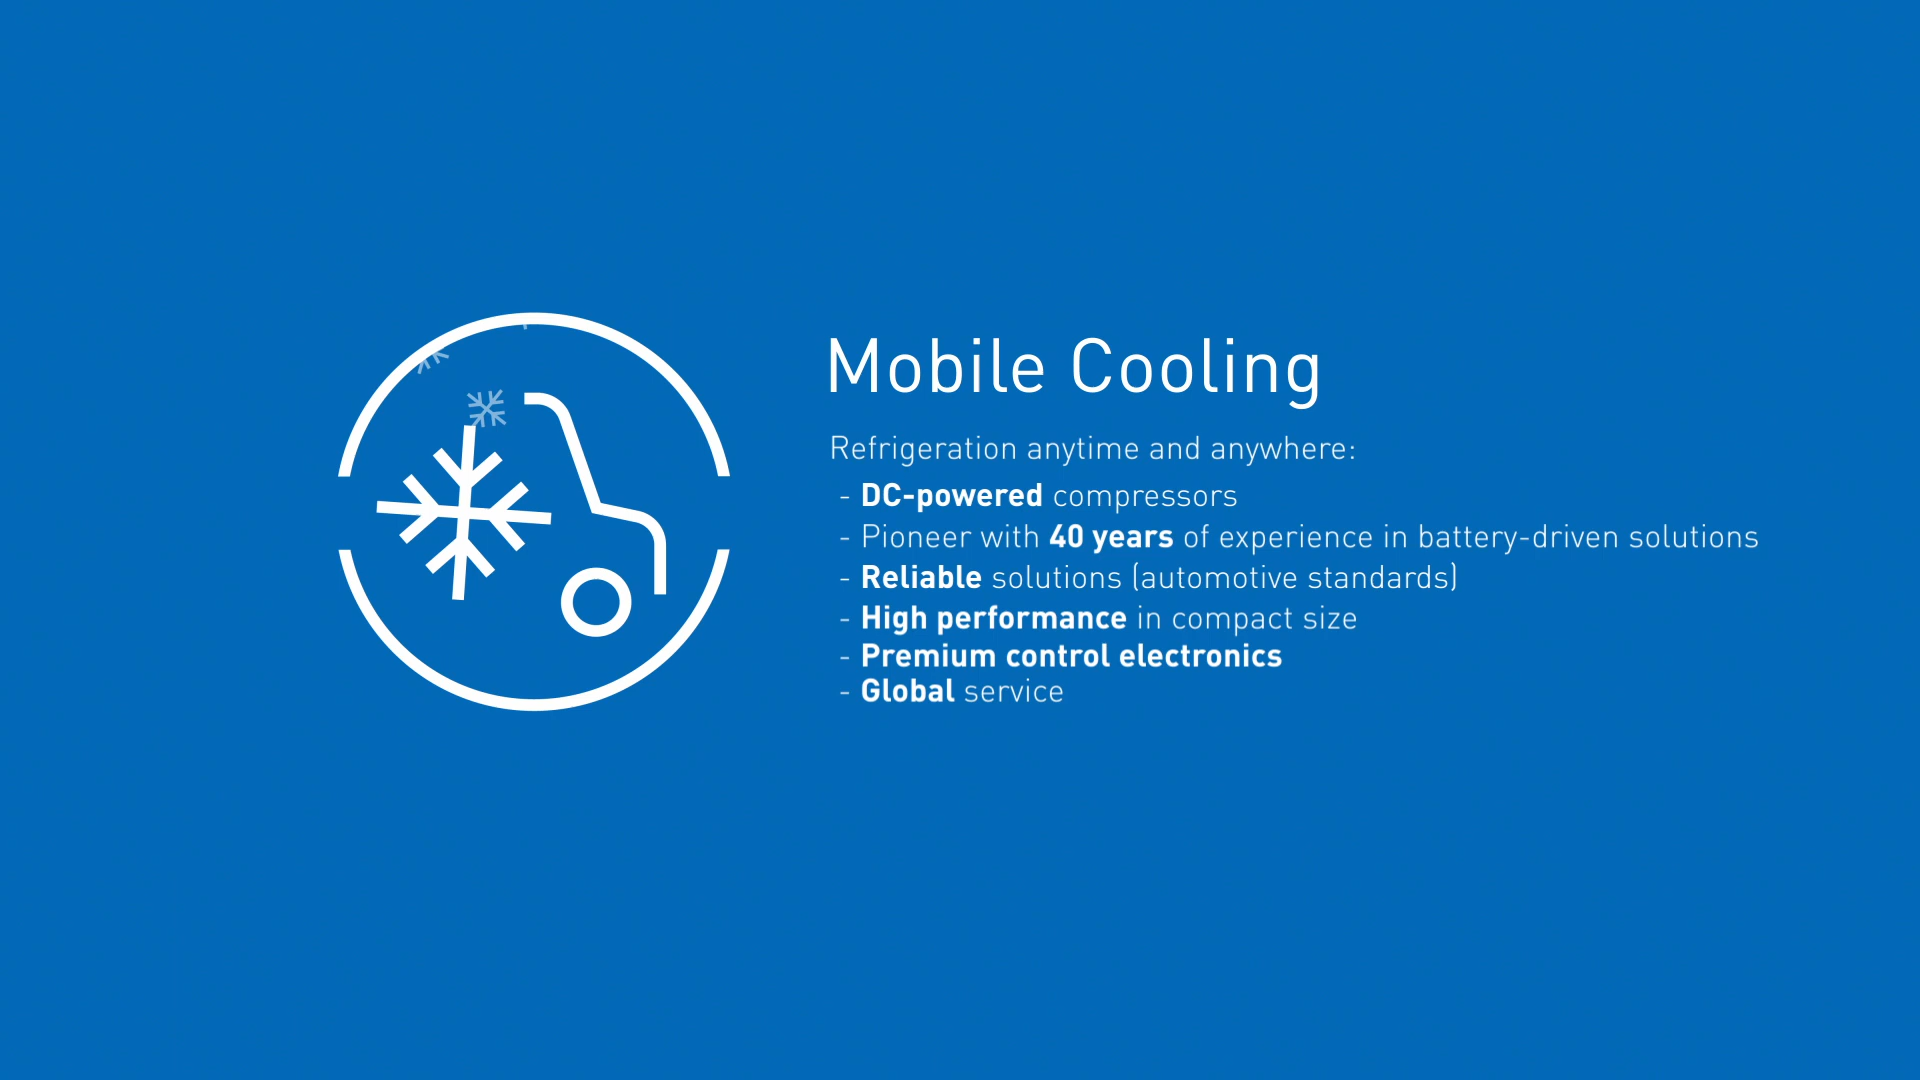 Mobile Cooling
Refrigeration anytime and anywhere:
- DC-powered compressors
- Pioneer with 40 years of experience in battery-driven solutions
- Reliable solutions (automotive standards)
- High performance in compact size
- Premium control electronics
- Global service